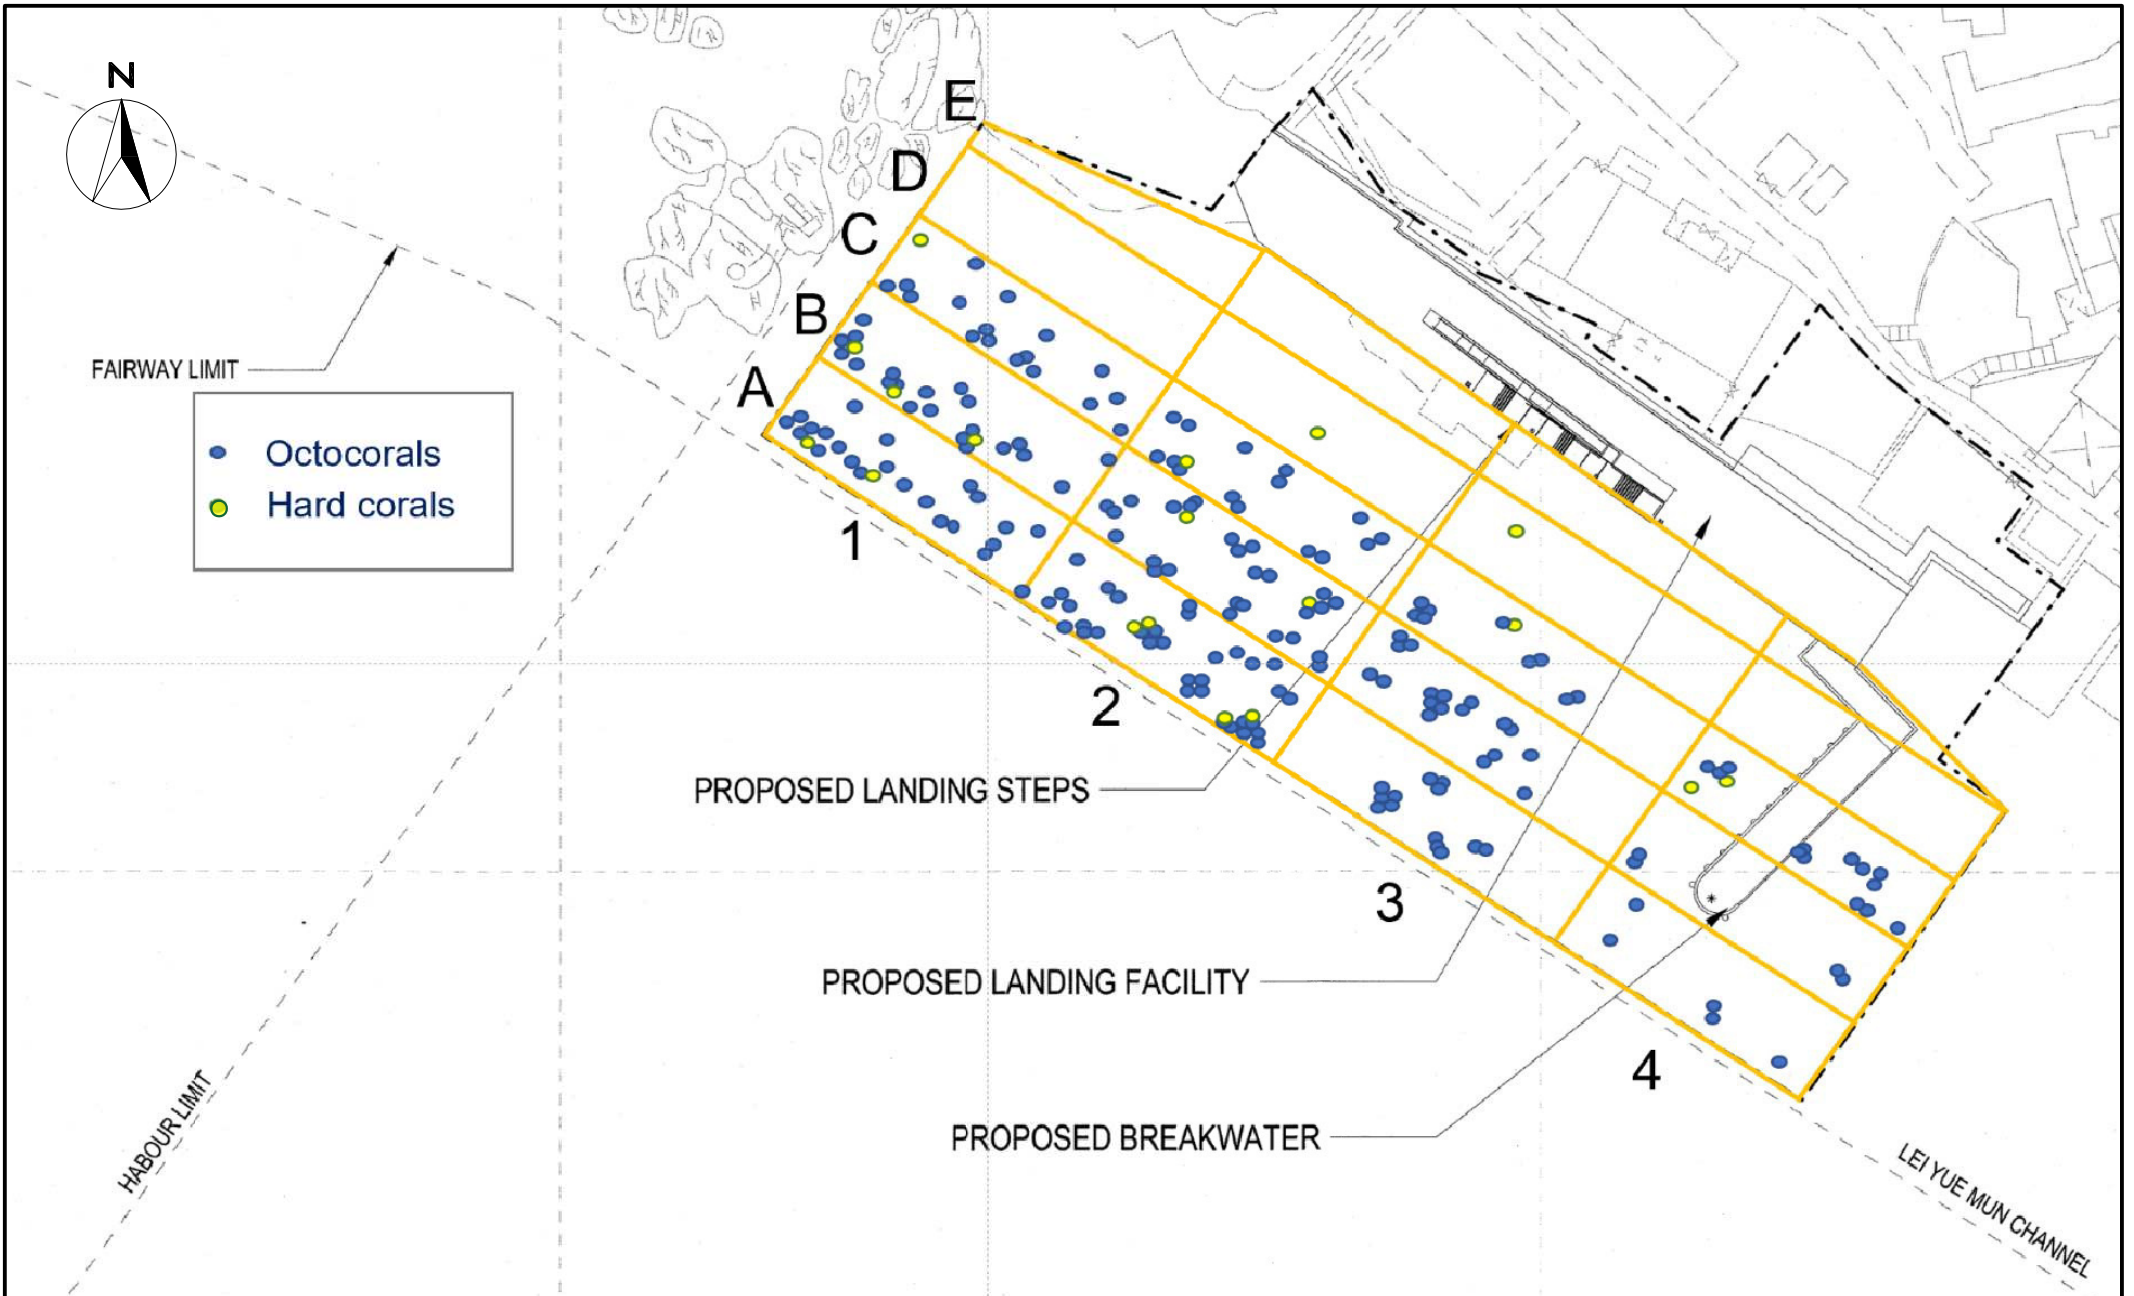 N
E
D
C
B
A
FAIRWAY LIMIT
Octocorals
Hard corals
1
2
3
4
PROPOSED LANDING STEPS
PROPOSED LANDING FACILITY
PROPOSED BREAKWATER
HABOUR LIMIT
LEI YUE MUN CHANNEL